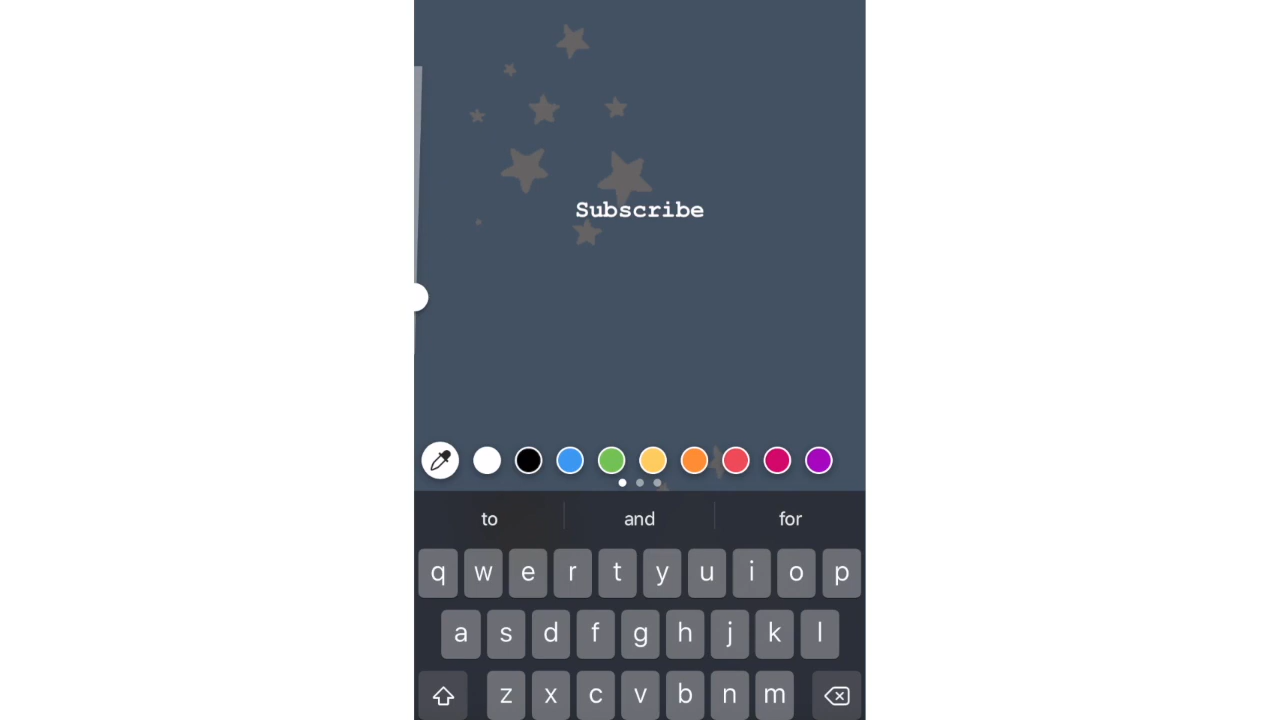 Subscribe
to and for
q w e r t y u i o p
a s d f g h j k l
z x c v b n m